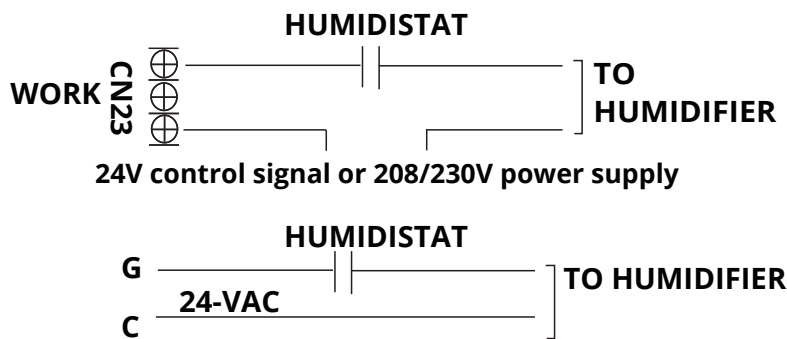 HUMIDISTAT
WORK CN23
TO
HUMIDIFIER
24V control signal or 208/230V power supply
HUMIDISTAT
G
TO HUMIDIFIER
24-VAC
C